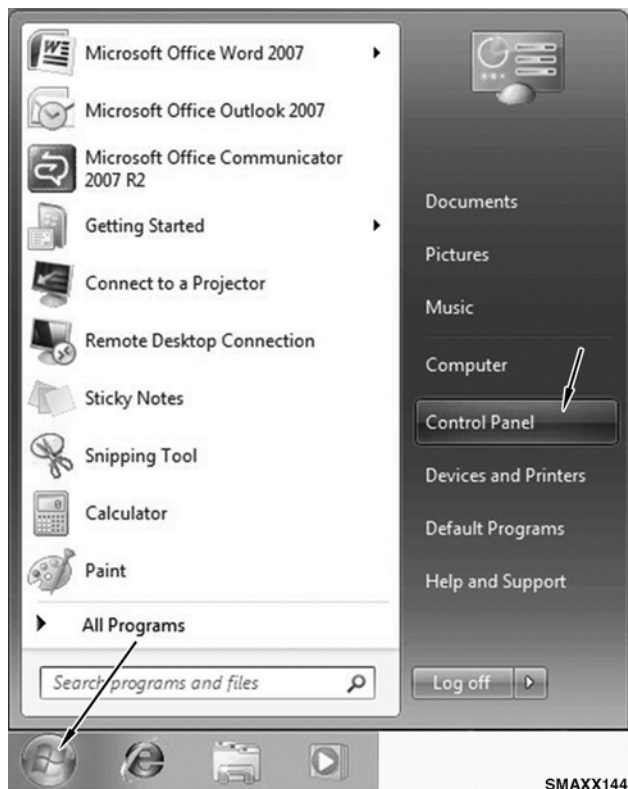 Microsoft Office Word 2007
Microsoft Office Outlook 2007
Microsoft Office Communicator
2007 R2
Getting Started
Connect to a Projector
Remote Desktop Connection
Sticky Notes
Snipping Tool
Calculator
Paint
All Programs
Search programs and files
Documents
Pictures
Music
Computer
Control Panel
Devices and Printers
Default Programs
Help and Support
Log off
SMAXX144